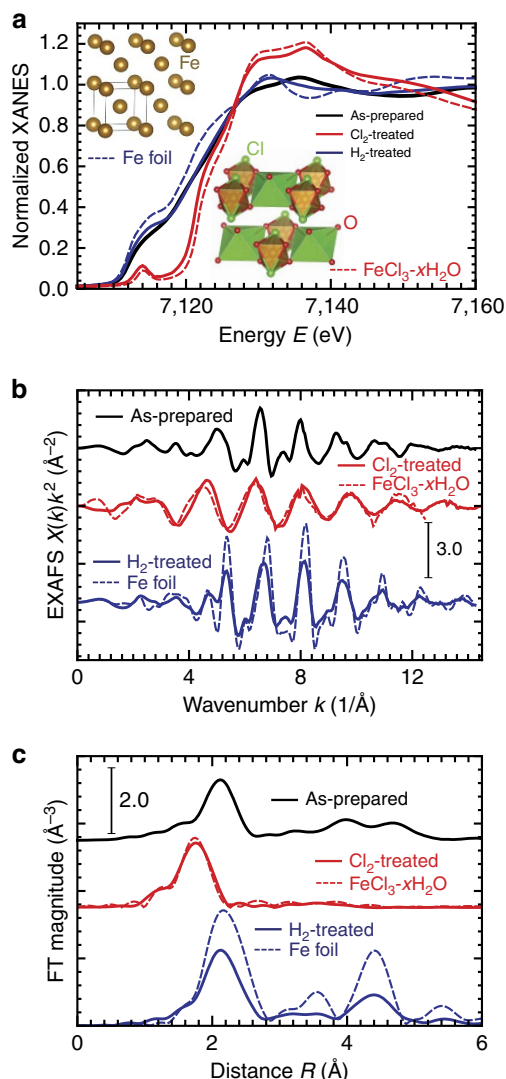 a
1.2
1.0
0.8
0.6
0.4
0.2
0.0
Normalized XANES
Fe
Fe foil
As-prepared
Cl₂-treated
H₂-treated
Cl
O
FeCl₃-xH₂O
7,120
7,140
7,160
Energy E (eV)
b
As-prepared
Cl₂-treated
FeCl₃-xH₂O
3.0
H₂-treated
Fe foil
EXAFS X(k)k² (Å⁻²)
0
4
8
12
Wavenumber k (1/Å)
c
2.0
As-prepared
Cl₂-treated
FeCl₃-xH₂O
H₂-treated
Fe foil
FT magnitude (Å⁻³)
0
2
4
6
Distance R (Å)